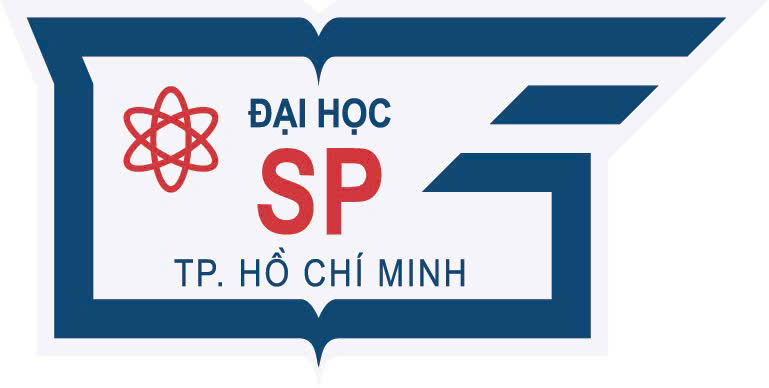 ĐẠI HỌC
SP
TP. HỒ CHÍ MINH